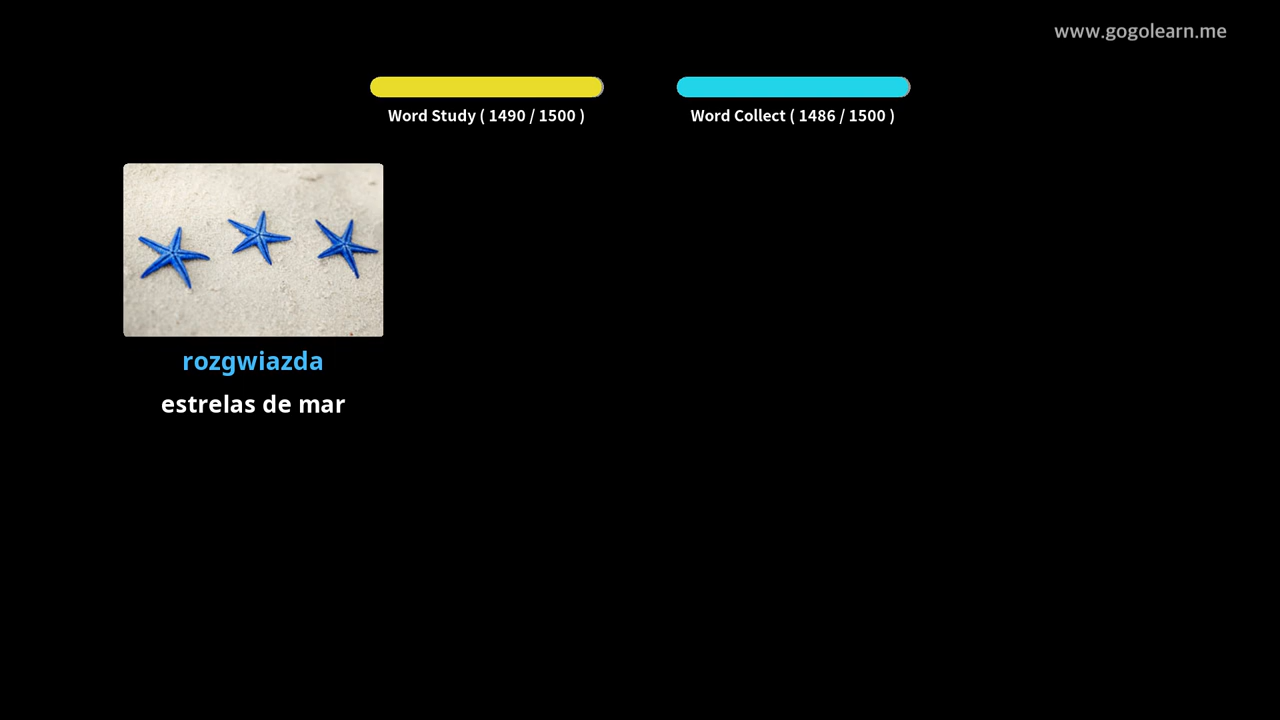 www.gogolearn.me
Word Study ( 1490 / 1500 )
Word Collect ( 1486 / 1500 )
rozgwiazda
estrelas de mar